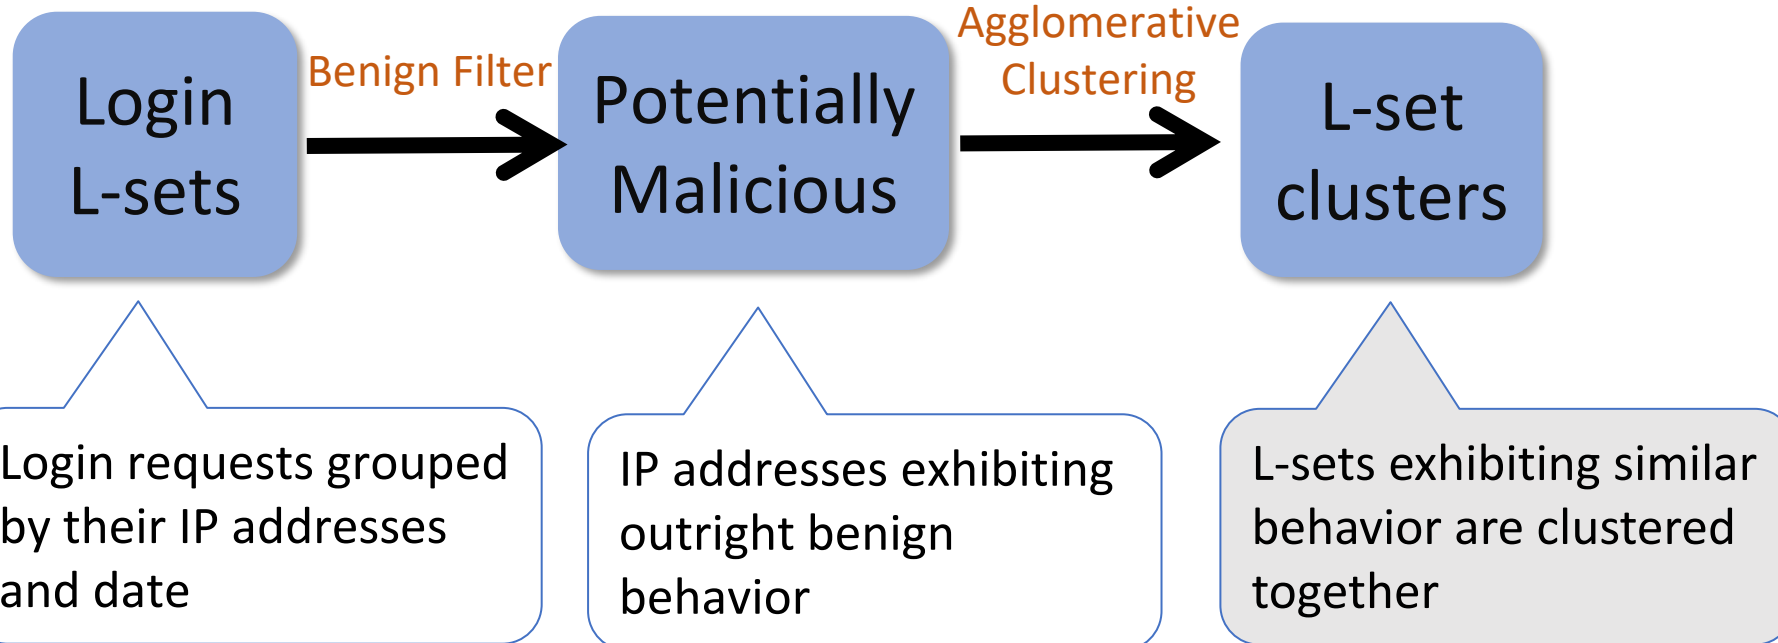 Login
L-sets
Benign Filter
Potentially
Malicious
Agglomerative
Clustering
L-set
clusters
Login requests grouped
by their IP addresses
and date
IP addresses exhibiting
outright benign
behavior
L-sets exhibiting similar
behavior are clustered
together